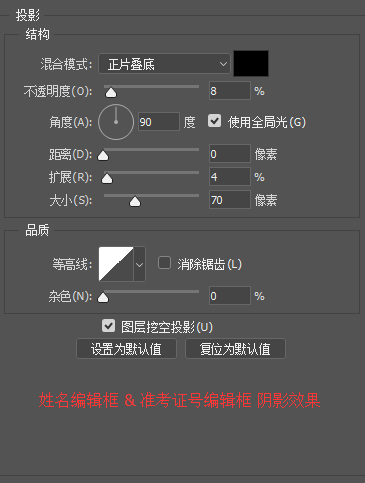 投影
结构
混合模式: 正片叠底
不透明度(O): 8 %
角度(A): 90 度 使用全局光(G)
距离(D): 0 像素
扩展(R): 4 %
大小(S): 70 像素
品质
等高线: 消除锯齿(L)
杂色(N): 0 %
图层挖空投影(U)
设置为默认值 复位为默认值
姓名编辑框 & 准考证号编辑框 阴影效果